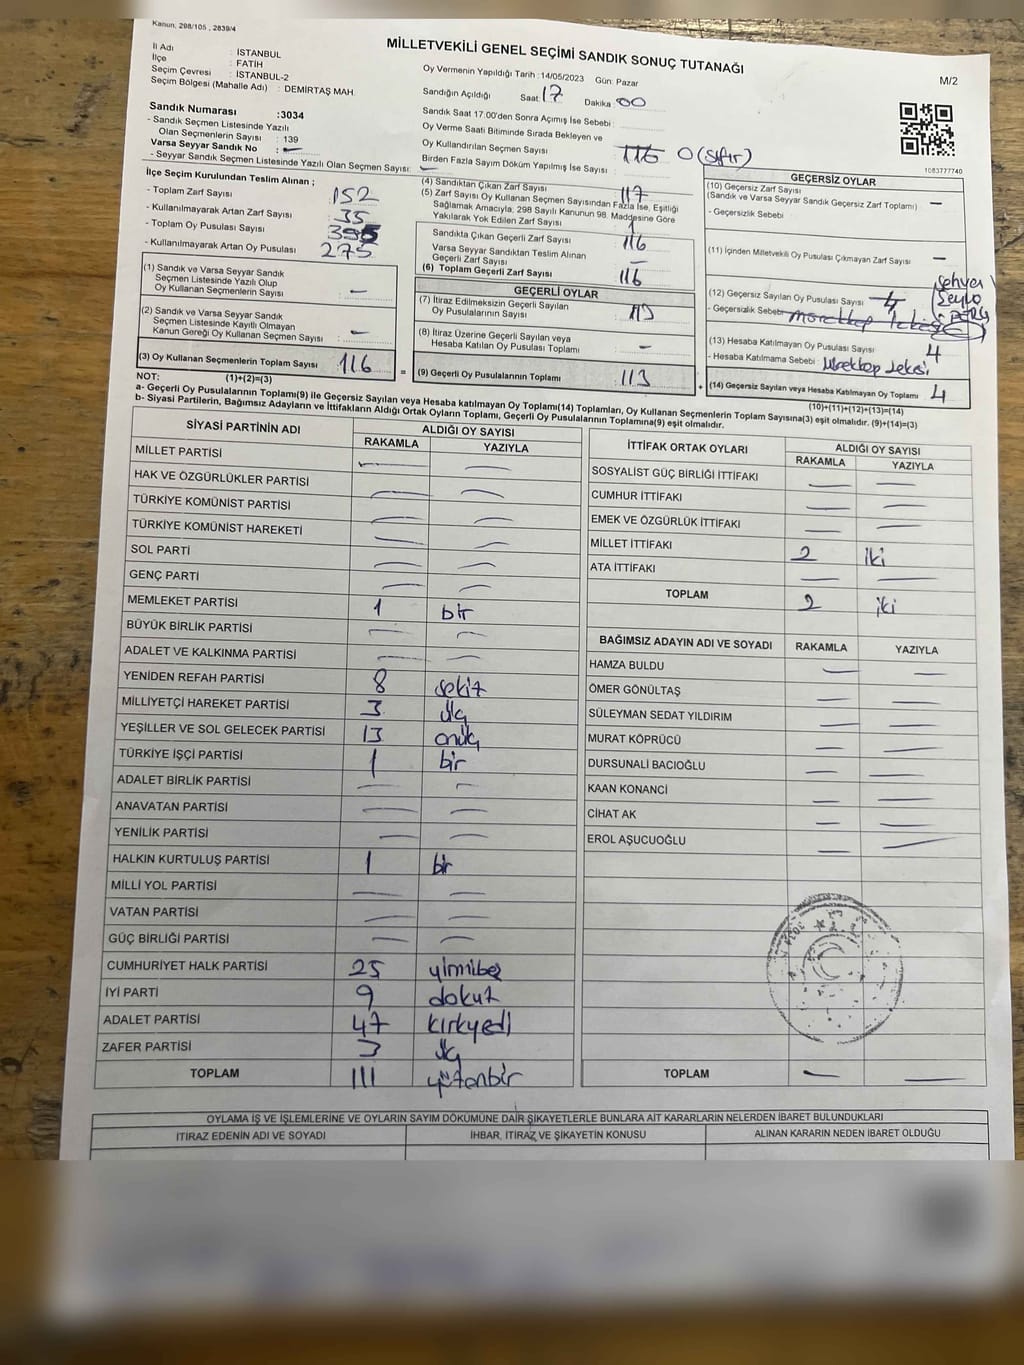 Kanun; 298/105 , 2839/4
MİLLETVEKİLİ GENEL SEÇİMİ SANDIK SONUÇ TUTANAĞI
M/2
İl Adı : İSTANBUL
İlçe : FATİH
Seçim Çevresi : İSTANBUL-2
Seçim Bölgesi (Mahalle Adı) : DEMİRTAŞ MAH.
Sandık Numarası :3034
- Sandık Seçmen Listesinde Yazılı
Olan Seçmenlerin Sayısı : 139
Varsa Seyyar Sandık No : —
- Seyyar Sandık Seçmen Listesinde Yazılı Olan Seçmen Sayısı: —
Oy Vermenin Yapıldığı Tarih :14/05/2023 Gün: Pazar
Sandığın Açıldığı Saat: 17 Dakika : 00
Sandık Saat 17.00'den Sonra Açımış İse Sebebi :
Oy Verme Saati Bitiminde Sırada Bekleyen ve
Oy Kullandırılan Seçmen Sayısı : 116 0 (sıfır)
Birden Fazla Sayım Döküm Yapılmış İse Sayısı :
1083777740
İlçe Seçim Kurulundan Teslim Alınan ;
- Toplam Zarf Sayısı : 152
- Kullanılmayarak Artan Zarf Sayısı : 35
- Toplam Oy Pusulası Sayısı :
- Kullanılmayarak Artan Oy Pusulası : 275
(1) Sandık ve Varsa Seyyar Sandık
Seçmen Listesinde Yazılı Olup
Oy Kullanan Seçmenlerin Sayısı : —
(2) Sandık ve Varsa Seyyar Sandık
Seçmen Listesinde Kayıtlı Olmayan
Kanun Gereği Oy Kullanan Seçmen Sayısı : —
(3) Oy Kullanan Seçmenlerin Toplam Sayısı : 116
(1)+(2)=(3)
(4) Sandıktan Çıkan Zarf Sayısı : 117
(5) Zarf Sayısı Oy Kullanan Seçmen Sayısından Fazla İse, Eşitliği
Sağlamak Amacıyla, 298 Sayılı Kanunun 98. Maddesine Göre
Yakılarak Yok Edilen Zarf Sayısı : 1
Sandıkta Çıkan Geçerli Zarf Sayısı : 116
Varsa Seyyar Sandıktan Teslim Alınan
Geçerli Zarf Sayısı : —
(6) Toplam Geçerli Zarf Sayısı : 116
GEÇERLİ OYLAR
(7) İtiraz Edilmeksizin Geçerli Sayılan
Oy Pusulalarının Sayısı : 113
(8) İtiraz Üzerine Geçerli Sayılan veya
Hesaba Katılan Oy Pusulası Toplamı : —
= (9) Geçerli Oy Pusulalarının Toplamı : 113 +
GEÇERSİZ OYLAR
(10) Geçersiz Zarf Sayısı
(Sandık ve Varsa Seyyar Sandık Geçersiz Zarf Toplamı) : —
- Geçersizlik Sebebi :
(11) İçinden Milletvekili Oy Pusulası Çıkmayan Zarf Sayısı : —
(12) Geçersiz Sayılan Oy Pusulası Sayısı : 4
- Geçersizlik Sebebi: mürekkep lekesi
(13) Hesaba Katılmayan Oy Pusulası Sayısı : 4
- Hesaba Katılmama Sebebi : Mürekkep Lekesi
(14) Geçersiz Sayılan veya Hesaba Katılmayan Oy Toplamı : 4
(10)+(11)+(12)+(13)=(14)
NOT:
a- Geçerli Oy Pusulalarının Toplamı(9) ile Geçersiz Sayılan veya Hesaba Katılmayan Oy Toplamı(14) Toplamları, Oy Kullanan Seçmenlerin Toplam Sayısına(3) eşit olmalıdır. (9)+(14)=(3)
b- Siyasi Partilerin, Bağımsız Adayların ve İttifakların Aldığı Ortak Oyların Toplamı, Geçerli Oy Pusulalarının Toplamına(9) eşit olmalıdır.
SİYASİ PARTİNİN ADI ALDIĞI OY SAYISI
RAKAMLA YAZIYLA
MİLLET PARTİSİ — —
HAK VE ÖZGÜRLÜKLER PARTİSİ — —
TÜRKİYE KOMÜNİST PARTİSİ — —
TÜRKİYE KOMÜNİST HAREKETİ — —
SOL PARTİ — —
GENÇ PARTİ — —
MEMLEKET PARTİSİ 1 bir
BÜYÜK BİRLİK PARTİSİ — —
ADALET VE KALKINMA PARTİSİ — —
YENİDEN REFAH PARTİSİ 8 sekiz
MİLLİYETÇİ HAREKET PARTİSİ 3 üç
YEŞİLLER VE SOL GELECEK PARTİSİ 13 onüç
TÜRKİYE İŞÇİ PARTİSİ 1 bir
ADALET BİRLİK PARTİSİ — —
ANAVATAN PARTİSİ — —
YENİLİK PARTİSİ — —
HALKIN KURTULUŞ PARTİSİ 1 bir
MİLLİ YOL PARTİSİ — —
VATAN PARTİSİ — —
GÜÇ BİRLİĞİ PARTİSİ — —
CUMHURİYET HALK PARTİSİ 25 yirmibeş
İYİ PARTİ 9 dokuz
ADALET PARTİSİ 47 kırkyedi
ZAFER PARTİSİ 3 üç
TOPLAM 111 yüzonbir
İTTİFAK ORTAK OYLARI ALDIĞI OY SAYISI
RAKAMLA YAZIYLA
SOSYALİST GÜÇ BİRLİĞİ İTTİFAKI — —
CUMHUR İTTİFAKI — —
EMEK VE ÖZGÜRLÜK İTTİFAKI — —
MİLLET İTTİFAKI 2 iki
ATA İTTİFAKI — —
TOPLAM 2 iki
BAĞIMSIZ ADAYIN ADI VE SOYADI RAKAMLA YAZIYLA
HAMZA BULDU — —
ÖMER GÖNÜLTAŞ — —
SÜLEYMAN SEDAT YILDIRIM — —
MURAT KÖPRÜCÜ — —
DURSUNALİ BACIOĞLU — —
KAAN KONANCİ — —
CİHAT AK — —
EROL AŞUCUOĞLU — —
TOPLAM — —
OYLAMA İŞ VE İŞLEMLERİNE VE OYLARIN SAYIM DÖKÜMÜNE DAİR ŞİKAYETLERLE BUNLARA AİT KARARLARIN NELERDEN İBARET BULUNDUKLARI
İTİRAZ EDENİN ADI VE SOYADI İHBAR, İTİRAZ VE ŞİKAYETİN KONUSU ALINAN KARARIN NEDEN İBARET OLDUĞU